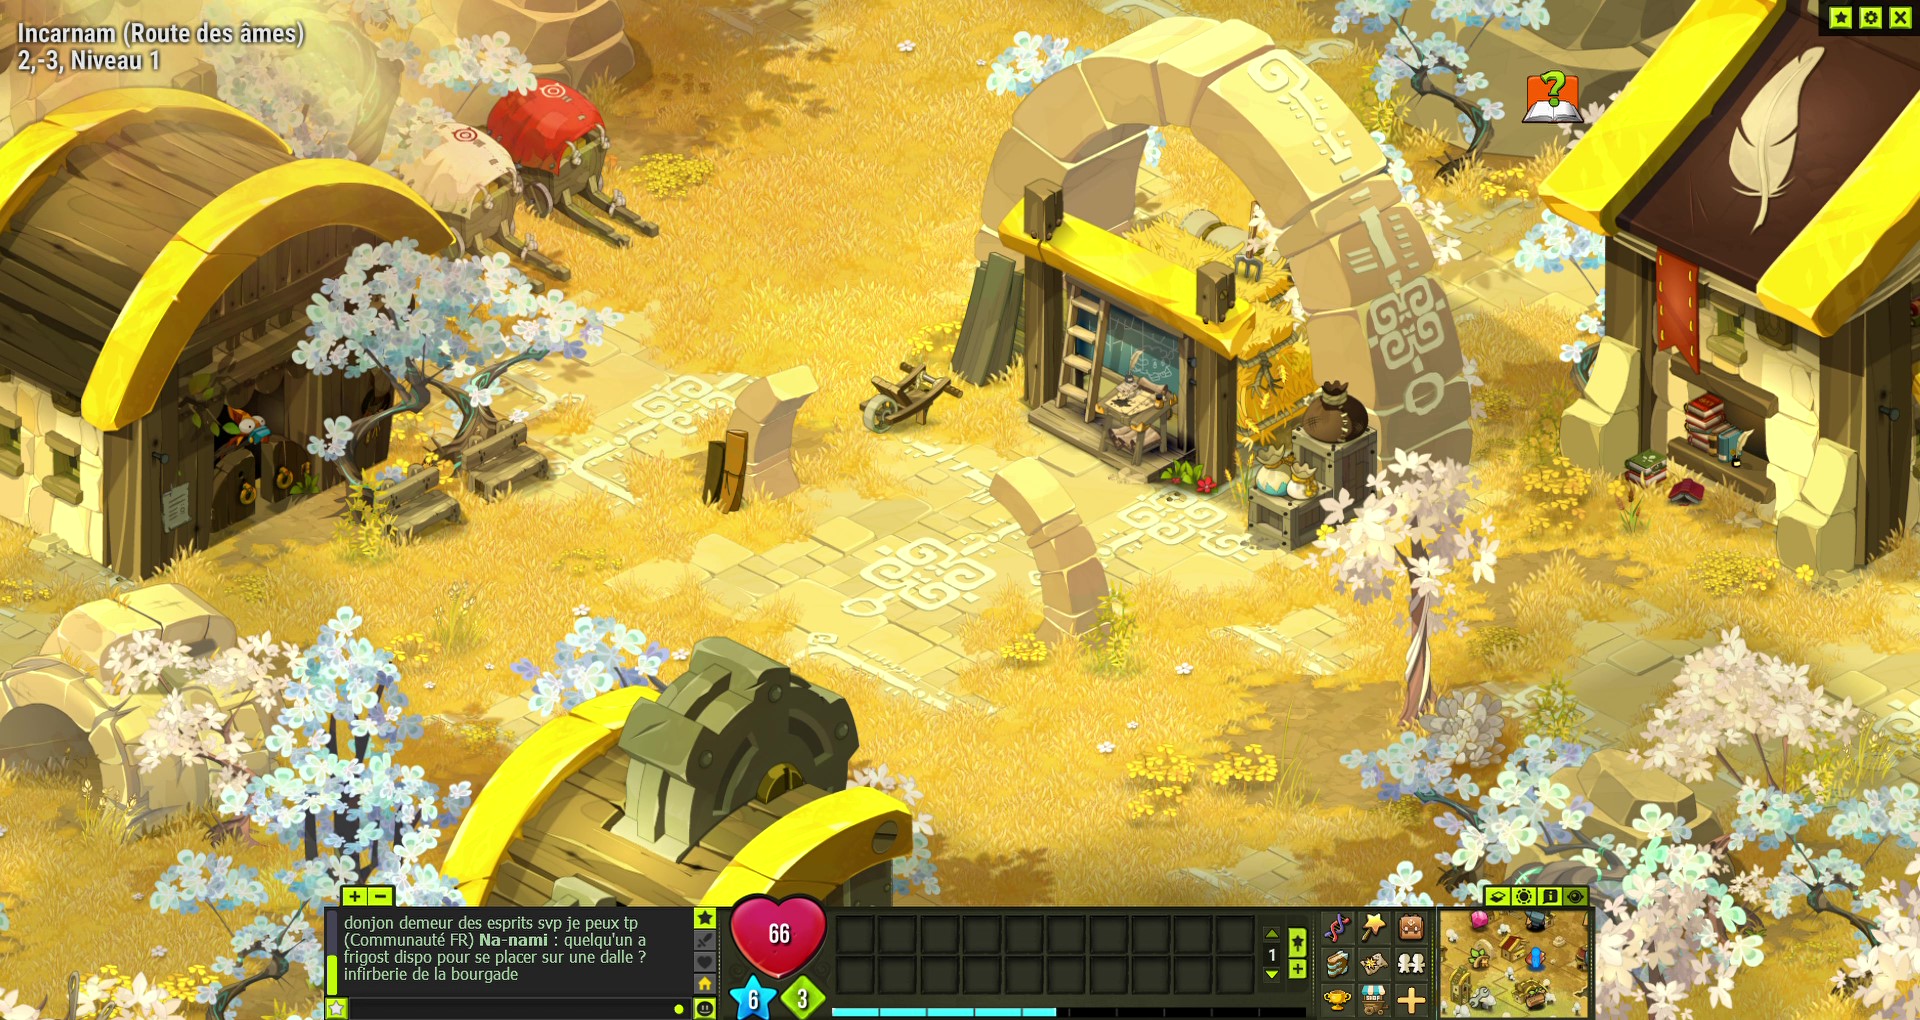 Incarnam (Route des âmes)
2,-3, Niveau 1
donjon demeur des esprits svp je peux tp
(Communauté FR) Na-nami : quelqu'un a
frigost dispo pour se placer sur une dalle ?
infirberie de la bourgade
66
6
3
1
SHOP